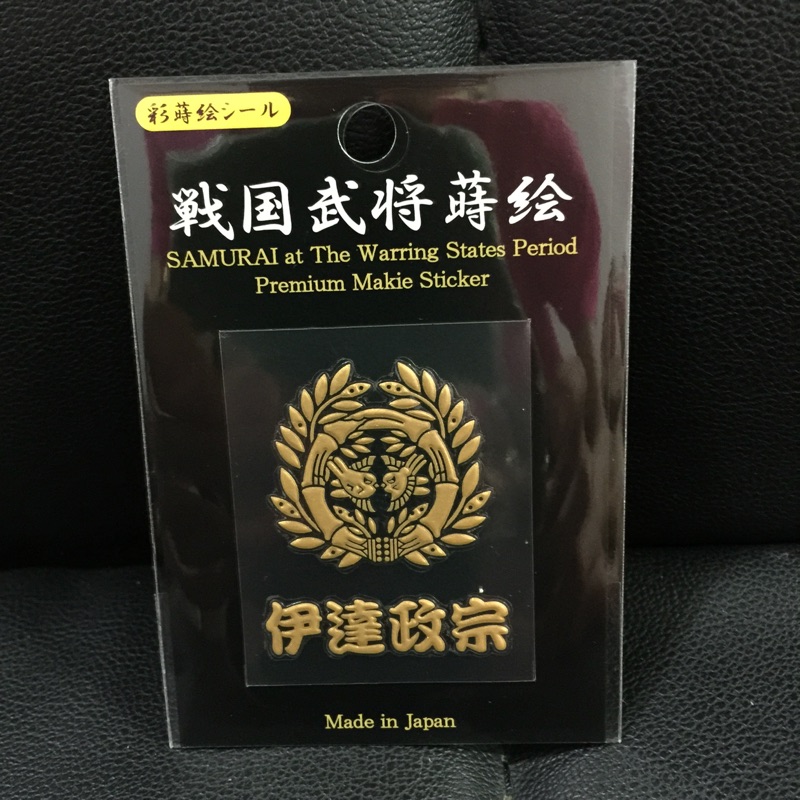 彩蒔絵シール
戦国武将蒔絵
SAMURAI at The Warring States Period
Premium Makie Sticker
伊達政宗
Made in Japan